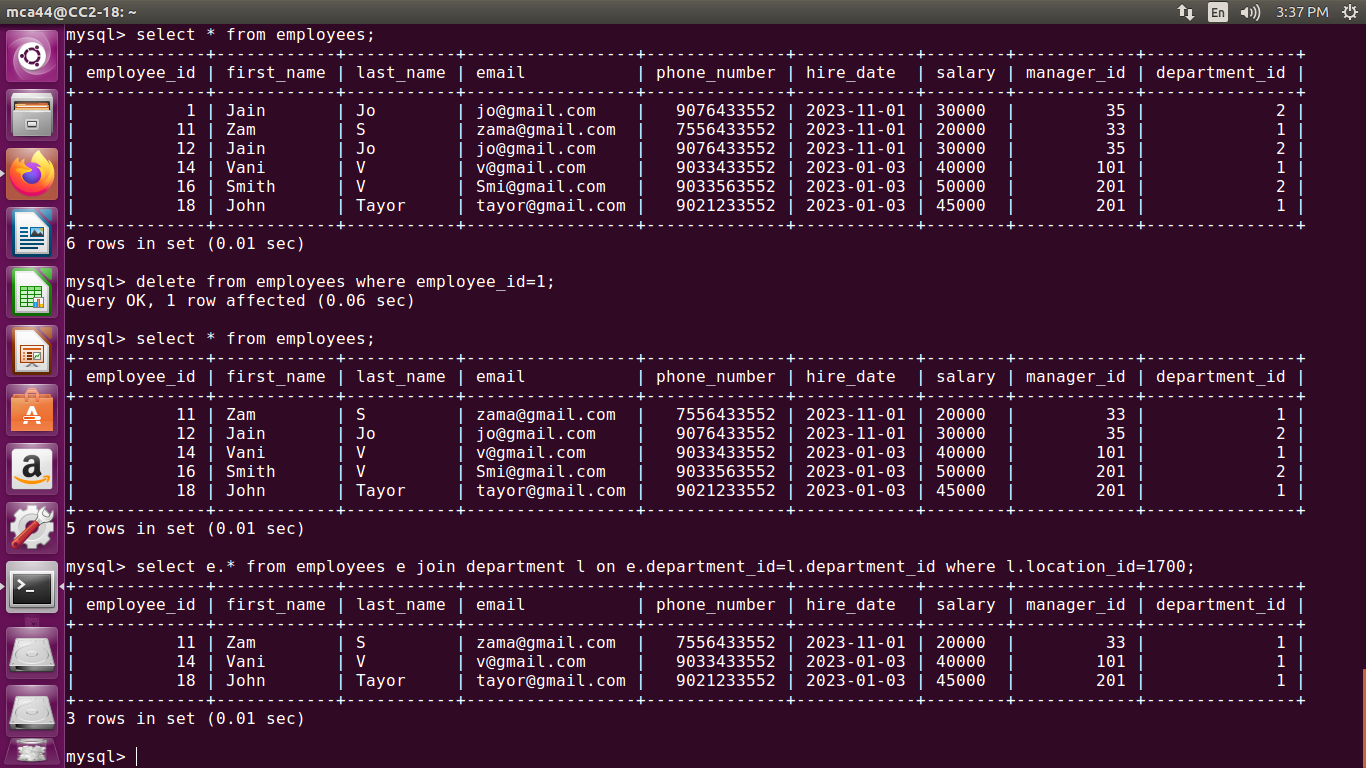 mca44@CC2-18: ~ En 3:37 PM
mysql> select * from employees;
+-------------+------------+-----------+-----------------+--------------+------------+--------+------------+---------------+
| employee_id | first_name | last_name | email           | phone_number | hire_date  | salary | manager_id | department_id |
+-------------+------------+-----------+-----------------+--------------+------------+--------+------------+---------------+
|           1 | Jain       | Jo        | jo@gmail.com    |   9076433552 | 2023-11-01 | 30000  |         35 |             2 |
|          11 | Zam        | S         | zama@gmail.com  |   7556433552 | 2023-11-01 | 20000  |         33 |             1 |
|          12 | Jain       | Jo        | jo@gmail.com    |   9076433552 | 2023-11-01 | 30000  |         35 |             2 |
|          14 | Vani       | V         | v@gmail.com     |   9033433552 | 2023-01-03 | 40000  |        101 |             1 |
|          16 | Smith      | V         | Smi@gmail.com   |   9033563552 | 2023-01-03 | 50000  |        201 |             2 |
|          18 | John       | Tayor     | tayor@gmail.com |   9021233552 | 2023-01-03 | 45000  |        201 |             1 |
+-------------+------------+-----------+-----------------+--------------+------------+--------+------------+---------------+
6 rows in set (0.01 sec)
mysql> delete from employees where employee_id=1;
Query OK, 1 row affected (0.06 sec)
mysql> select * from employees;
+-------------+------------+-----------+-----------------+--------------+------------+--------+------------+---------------+
| employee_id | first_name | last_name | email           | phone_number | hire_date  | salary | manager_id | department_id |
+-------------+------------+-----------+-----------------+--------------+------------+--------+------------+---------------+
|          11 | Zam        | S         | zama@gmail.com  |   7556433552 | 2023-11-01 | 20000  |         33 |             1 |
|          12 | Jain       | Jo        | jo@gmail.com    |   9076433552 | 2023-11-01 | 30000  |         35 |             2 |
|          14 | Vani       | V         | v@gmail.com     |   9033433552 | 2023-01-03 | 40000  |        101 |             1 |
|          16 | Smith      | V         | Smi@gmail.com   |   9033563552 | 2023-01-03 | 50000  |        201 |             2 |
|          18 | John       | Tayor     | tayor@gmail.com |   9021233552 | 2023-01-03 | 45000  |        201 |             1 |
+-------------+------------+-----------+-----------------+--------------+------------+--------+------------+---------------+
5 rows in set (0.01 sec)
mysql> select e.* from employees e join department l on e.department_id=l.department_id where l.location_id=1700;
+-------------+------------+-----------+-----------------+--------------+------------+--------+------------+---------------+
| employee_id | first_name | last_name | email           | phone_number | hire_date  | salary | manager_id | department_id |
+-------------+------------+-----------+-----------------+--------------+------------+--------+------------+---------------+
|          11 | Zam        | S         | zama@gmail.com  |   7556433552 | 2023-11-01 | 20000  |         33 |             1 |
|          14 | Vani       | V         | v@gmail.com     |   9033433552 | 2023-01-03 | 40000  |        101 |             1 |
|          18 | John       | Tayor     | tayor@gmail.com |   9021233552 | 2023-01-03 | 45000  |        201 |             1 |
+-------------+------------+-----------+-----------------+--------------+------------+--------+------------+---------------+
3 rows in set (0.01 sec)
mysql>